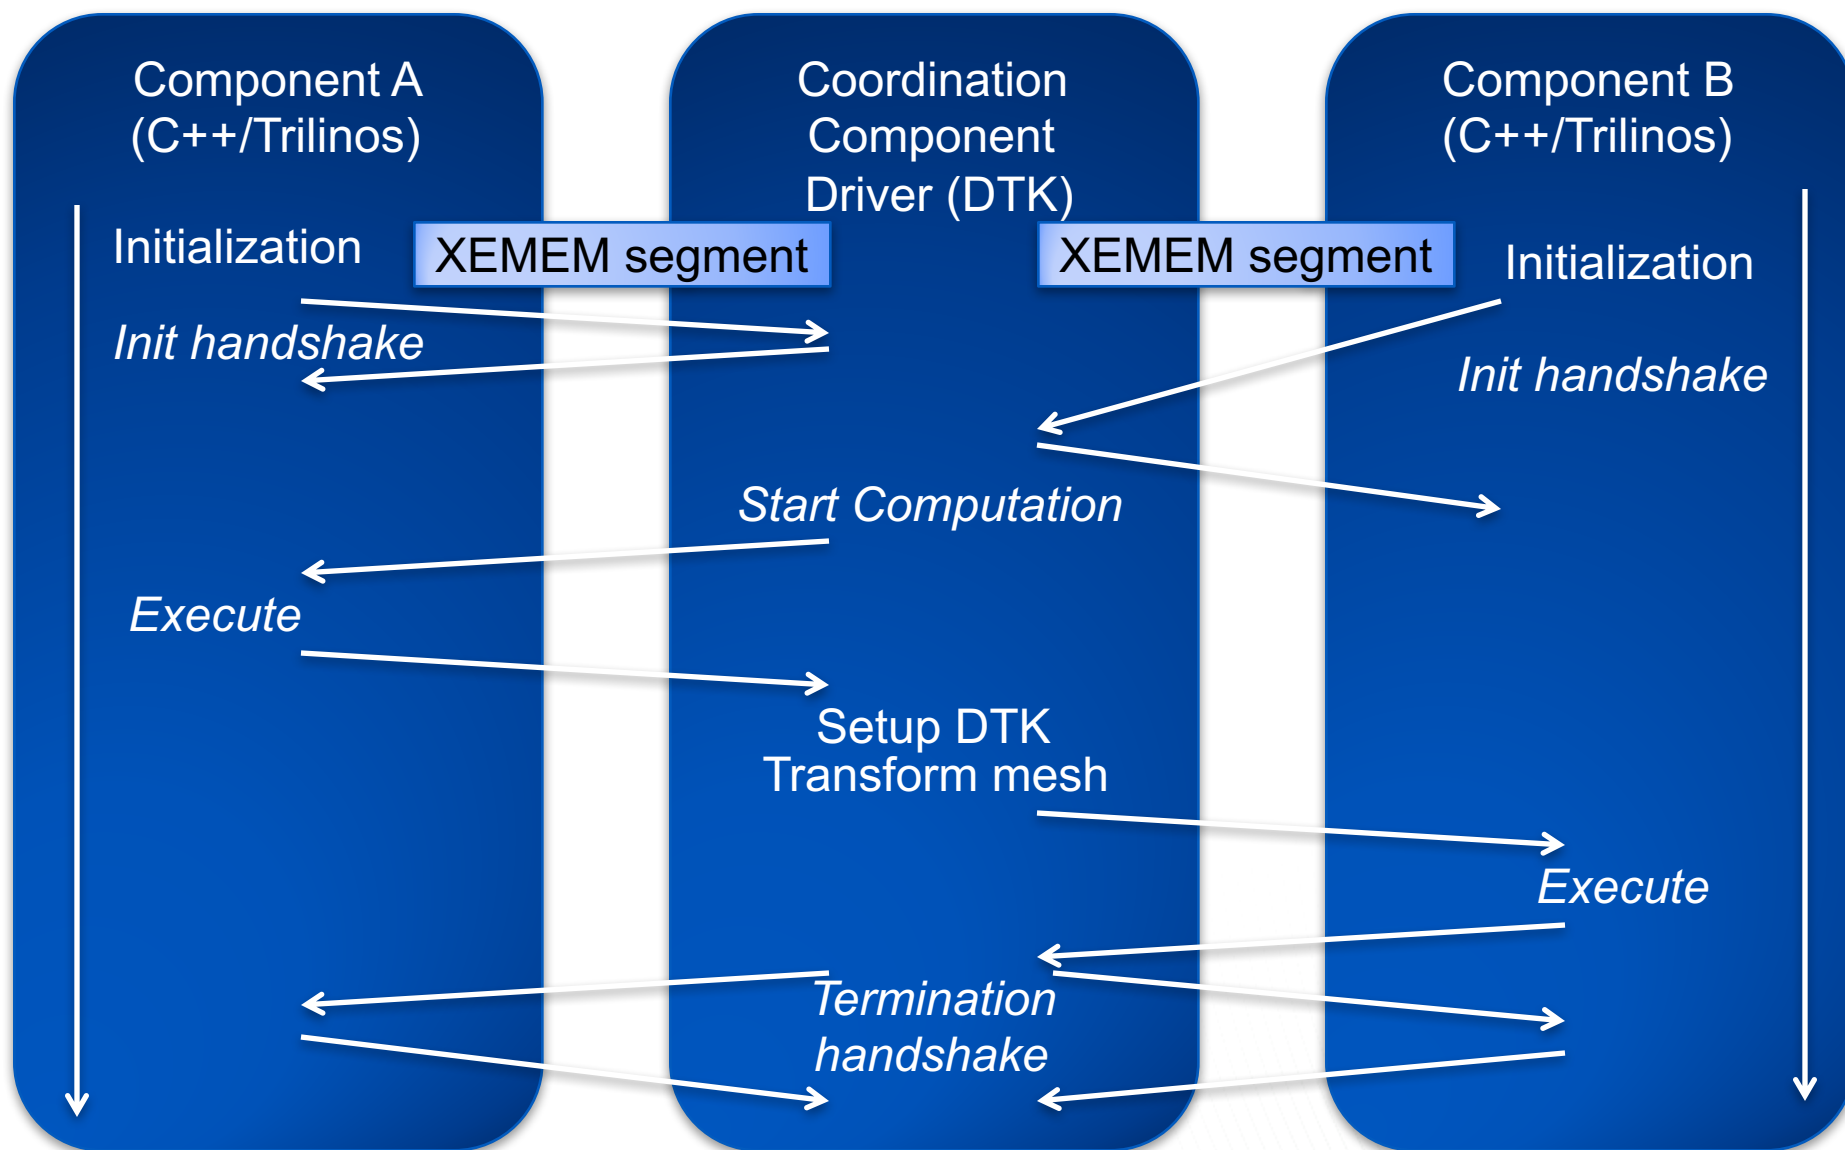 Component A
(C++/Trilinos)
Coordination
Component
Driver (DTK)
Component B
(C++/Trilinos)
Initialization
XEMEM segment
XEMEM segment
Initialization
Init handshake
Init handshake
Start Computation
Execute
Setup DTK
Transform mesh
Execute
Termination
handshake